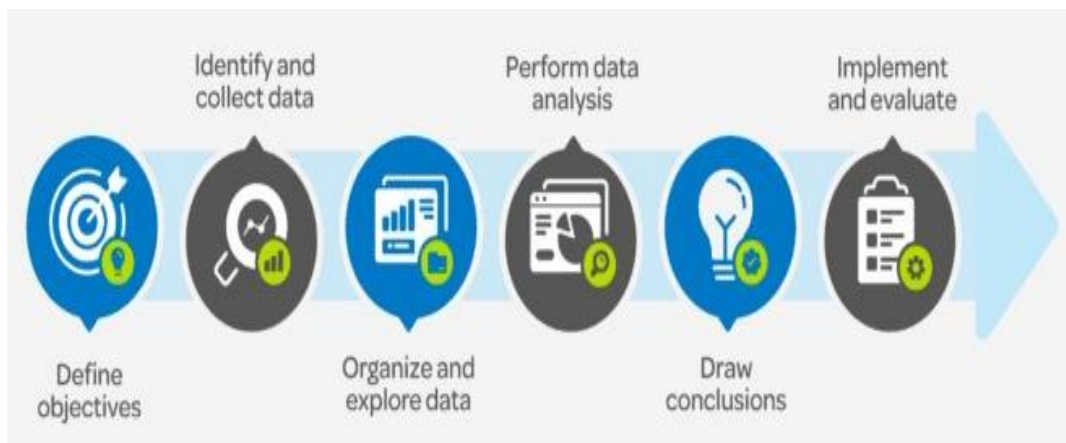 Define
objectives
Identify and
collect data
Organize and
explore data
Perform data
analysis
Draw
conclusions
Implement
and evaluate